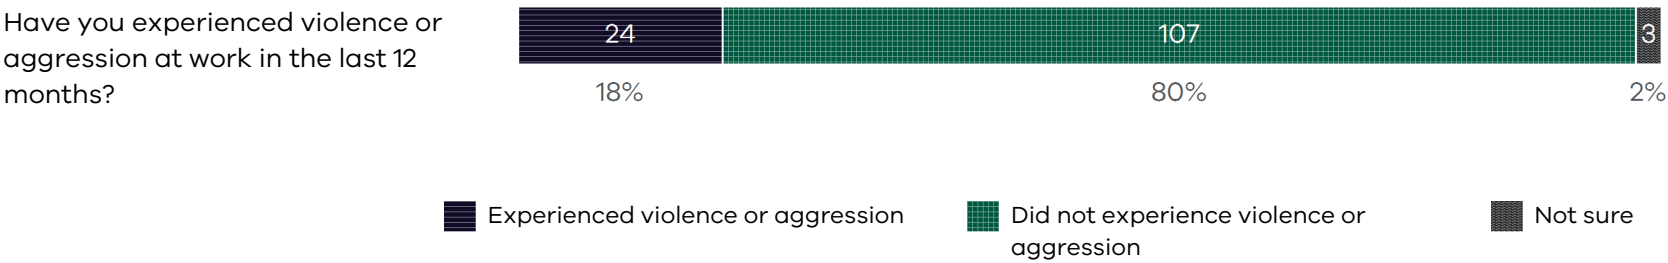 Have you experienced violence or
aggression at work in the last 12
months?
24
107
3
18%
80%
2%
Experienced violence or aggression
Did not experience violence or
aggression
Not sure